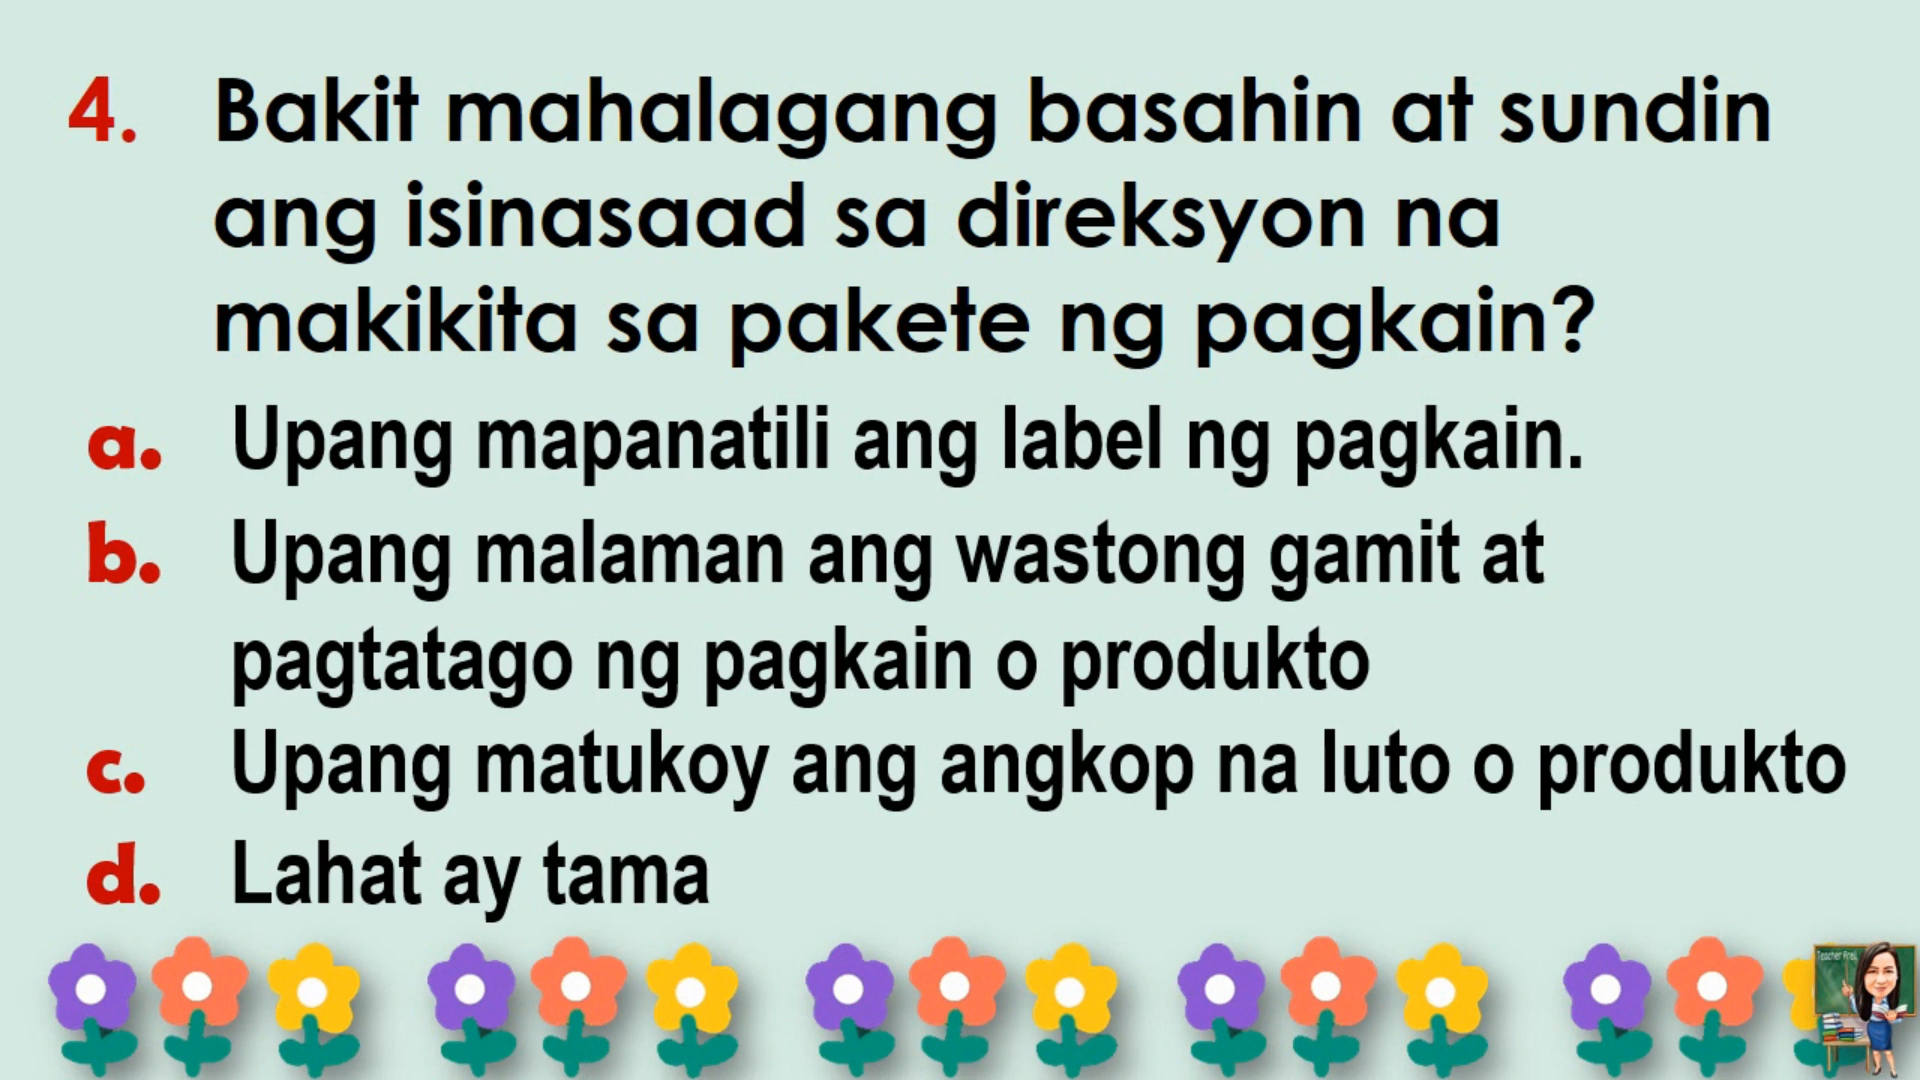 4. Bakit mahalagang basahin at sundin
ang isinasaad sa direksyon na
makikita sa pakete ng pagkain?
a. Upang mapanatili ang label ng pagkain.
b. Upang malaman ang wastong gamit at
pagtatago ng pagkain o produkto
c. Upang matukoy ang angkop na luto o produkto
d. Lahat ay tama
Teacher